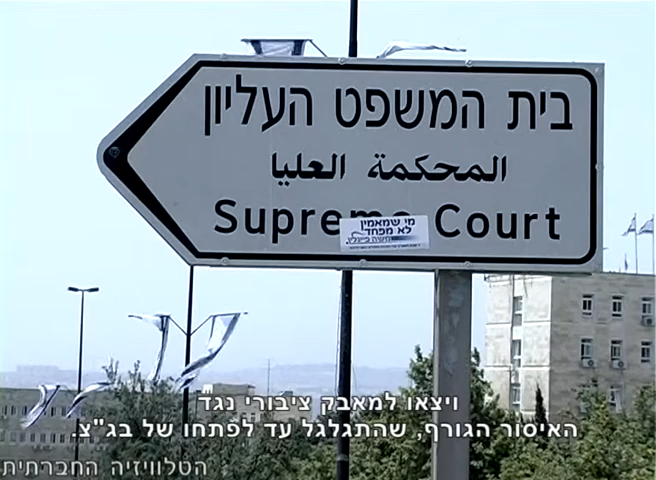 בית המשפט העליון
المحكمة العليا
Supreme Court
מי שמאמין
לא מפחד
ויצאו למאבק ציבורי נגד
האיסור הגורף, שהתגלגל עד לפתחו של בג"צ.
הטלוויזיה החברתית